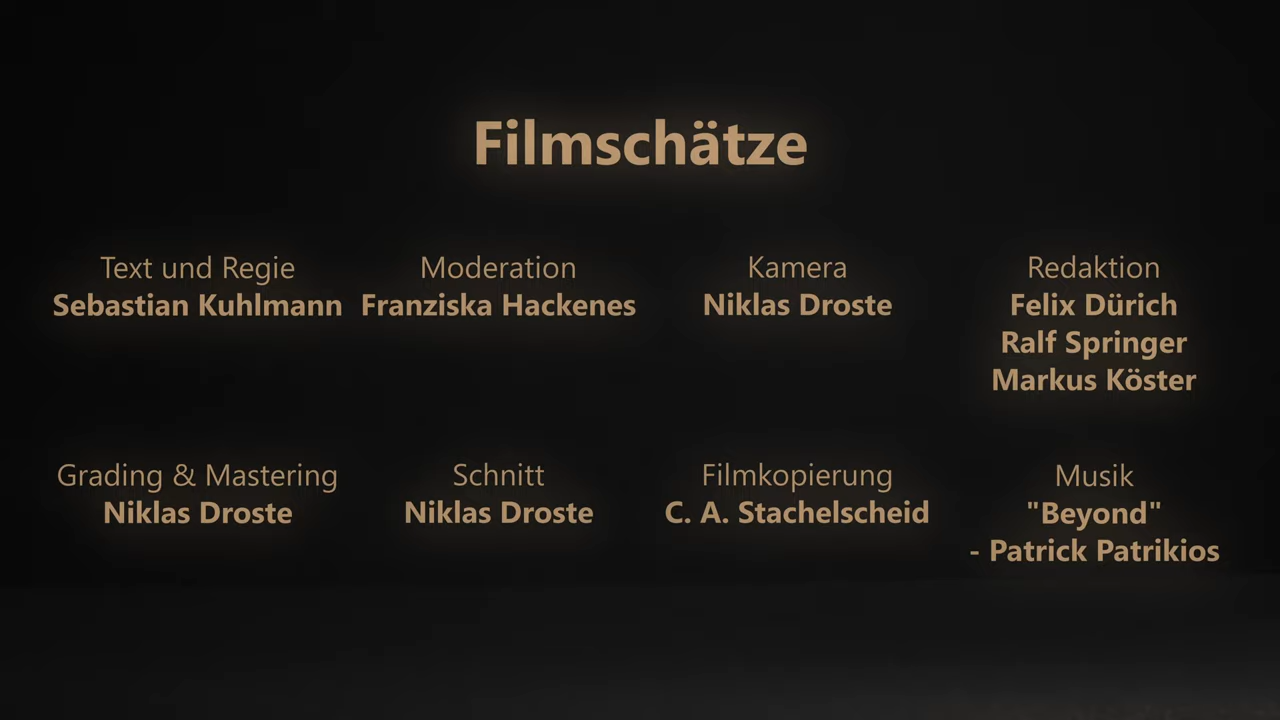 Filmschätze
Text und Regie
Sebastian Kuhlmann
Moderation
Franziska Hackenes
Kamera
Niklas Droste
Redaktion
Felix Dürich
Ralf Springer
Markus Köster
Grading & Mastering
Niklas Droste
Schnitt
Niklas Droste
Filmkopierung
C. A. Stachelscheid
Musik
"Beyond"
- Patrick Patrikios